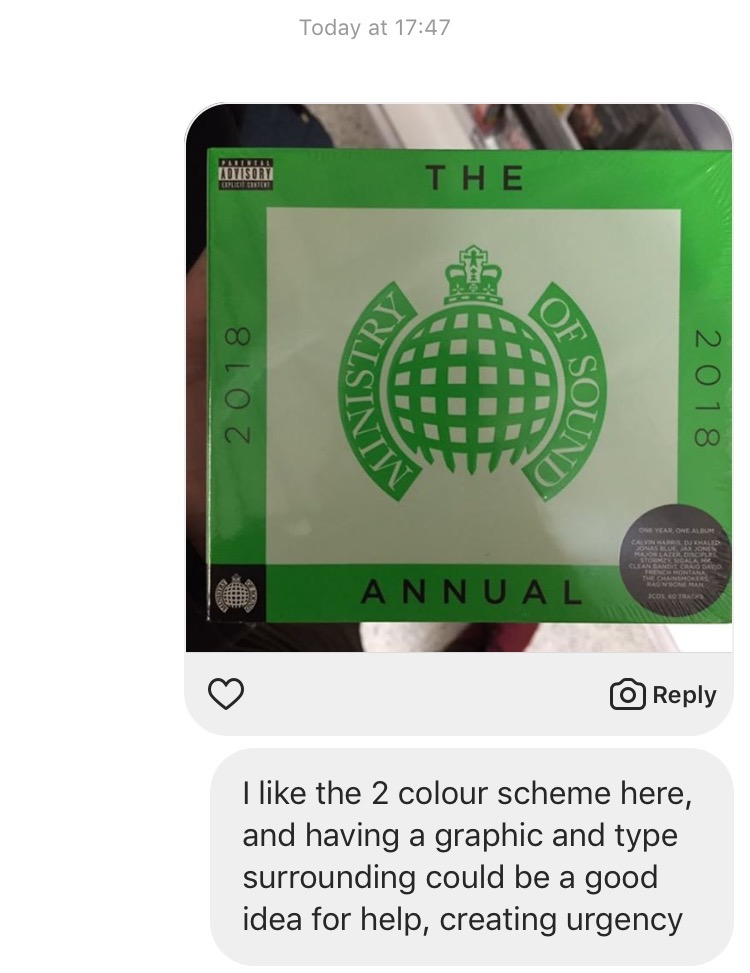 Today at 17:47
PARENTAL
ADVISORY
EXPLICIT CONTENT
THE
2018
MINISTRY
OF SOUND
2018
ONE YEAR, ONE ALBUM
CALVIN HARRIS, DJ KHALED
JONAS BLUE, JAX JONES
MAJOR LAZER, DISCIPLES
STORMZY, SIGALA, MK
CLEAN BANDIT, CRAIG DAVID
FRENCH MONTANA
THE CHAINSMOKERS
RAG'N'BONE MAN
3CDS, 60 TRACKS
MINISTRY
OF SOUND
ANNUAL
Reply
I like the 2 colour scheme here,
and having a graphic and type
surrounding could be a good
idea for help, creating urgency